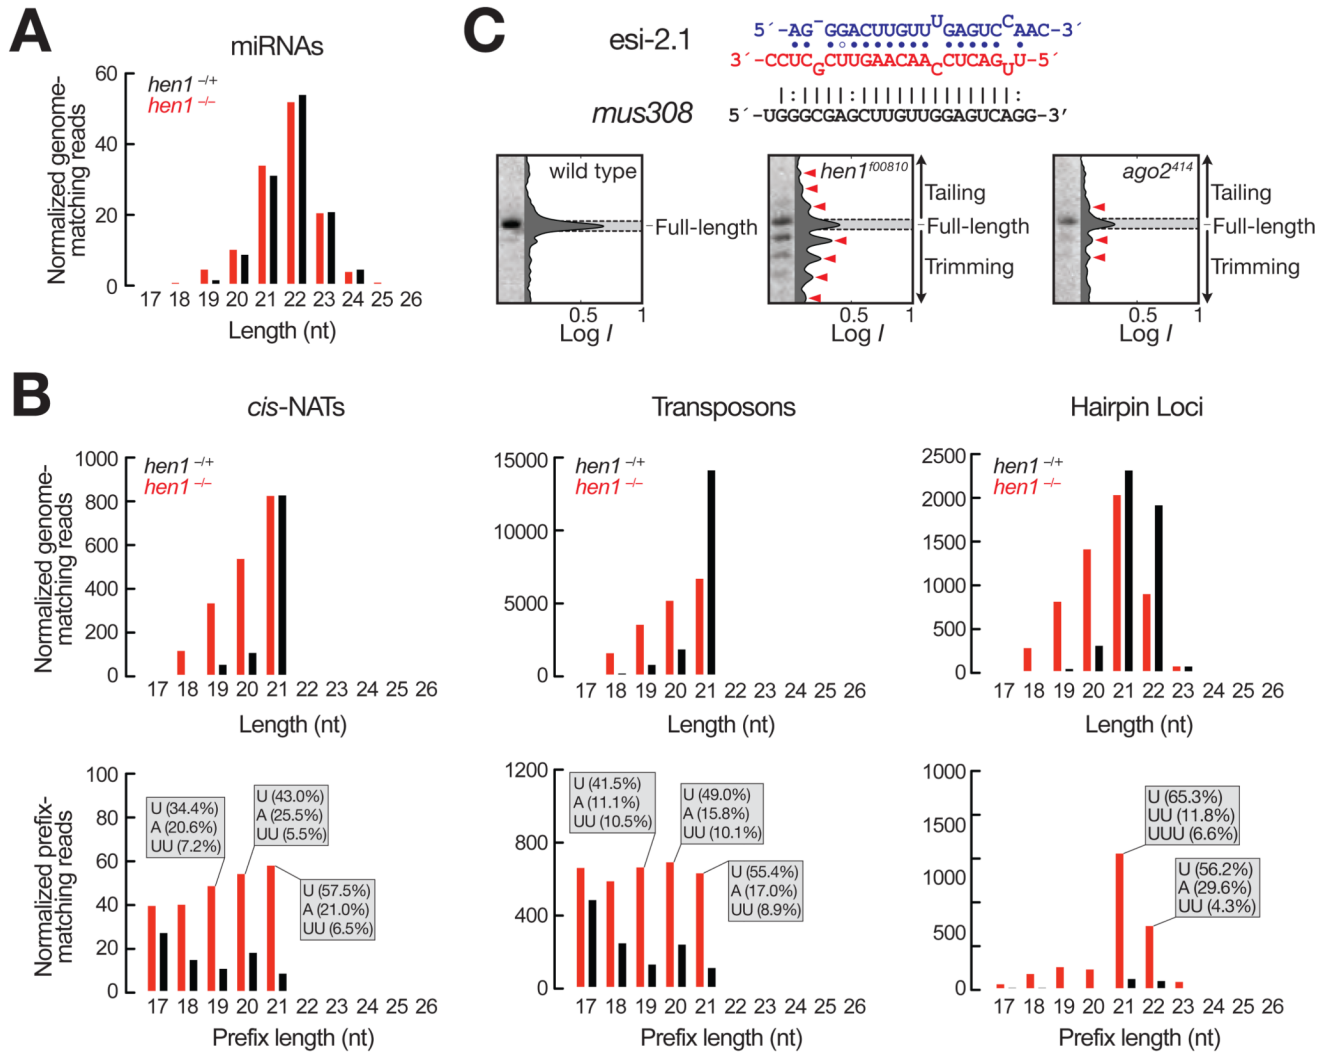 A
miRNAs
Normalized genome-
matching reads
60
40
20
0
hen1 –/+
hen1 –/–
17 18 19 20 21 22 23 24 25 26
Length (nt)
C
esi-2.1
5´-AG–GGACUUGUUUGAGUCCAAC-3´
3´-CCUCGCUUGAACAACCUCAGUU-5´
mus308
5´-UGGGCGAGCUUGUUGGAGUCAGG-3’
wild type
Full-length
0.5 1
Log I
hen1f00810
Tailing
Full-length
Trimming
0.5 1
Log I
ago2414
Tailing
Full-length
Trimming
0.5 1
Log I
B
cis-NATs
Normalized genome-
matching reads
1000
800
600
400
200
0
hen1 –/+
hen1 –/–
17 18 19 20 21 22 23 24 25 26
Length (nt)
Transposons
15000
10000
5000
0
hen1 –/+
hen1 –/–
17 18 19 20 21 22 23 24 25 26
Length (nt)
Hairpin Loci
2500
2000
1500
1000
500
0
hen1 –/+
hen1 –/–
17 18 19 20 21 22 23 24 25 26
Length (nt)
Normalized prefix-
matching reads
100
80
60
40
20
0
U (34.4%)
A (20.6%)
UU (7.2%)
U (43.0%)
A (25.5%)
UU (5.5%)
U (57.5%)
A (21.0%)
UU (6.5%)
17 18 19 20 21 22 23 24 25 26
Prefix length (nt)
1200
800
400
0
U (41.5%)
A (11.1%)
UU (10.5%)
U (49.0%)
A (15.8%)
UU (10.1%)
U (55.4%)
A (17.0%)
UU (8.9%)
17 18 19 20 21 22 23 24 25 26
Prefix length (nt)
1000
1500
1000
500
0
U (65.3%)
UU (11.8%)
UUU (6.6%)
U (56.2%)
A (29.6%)
UU (4.3%)
17 18 19 20 21 22 23 24 25 26
Prefix length (nt)